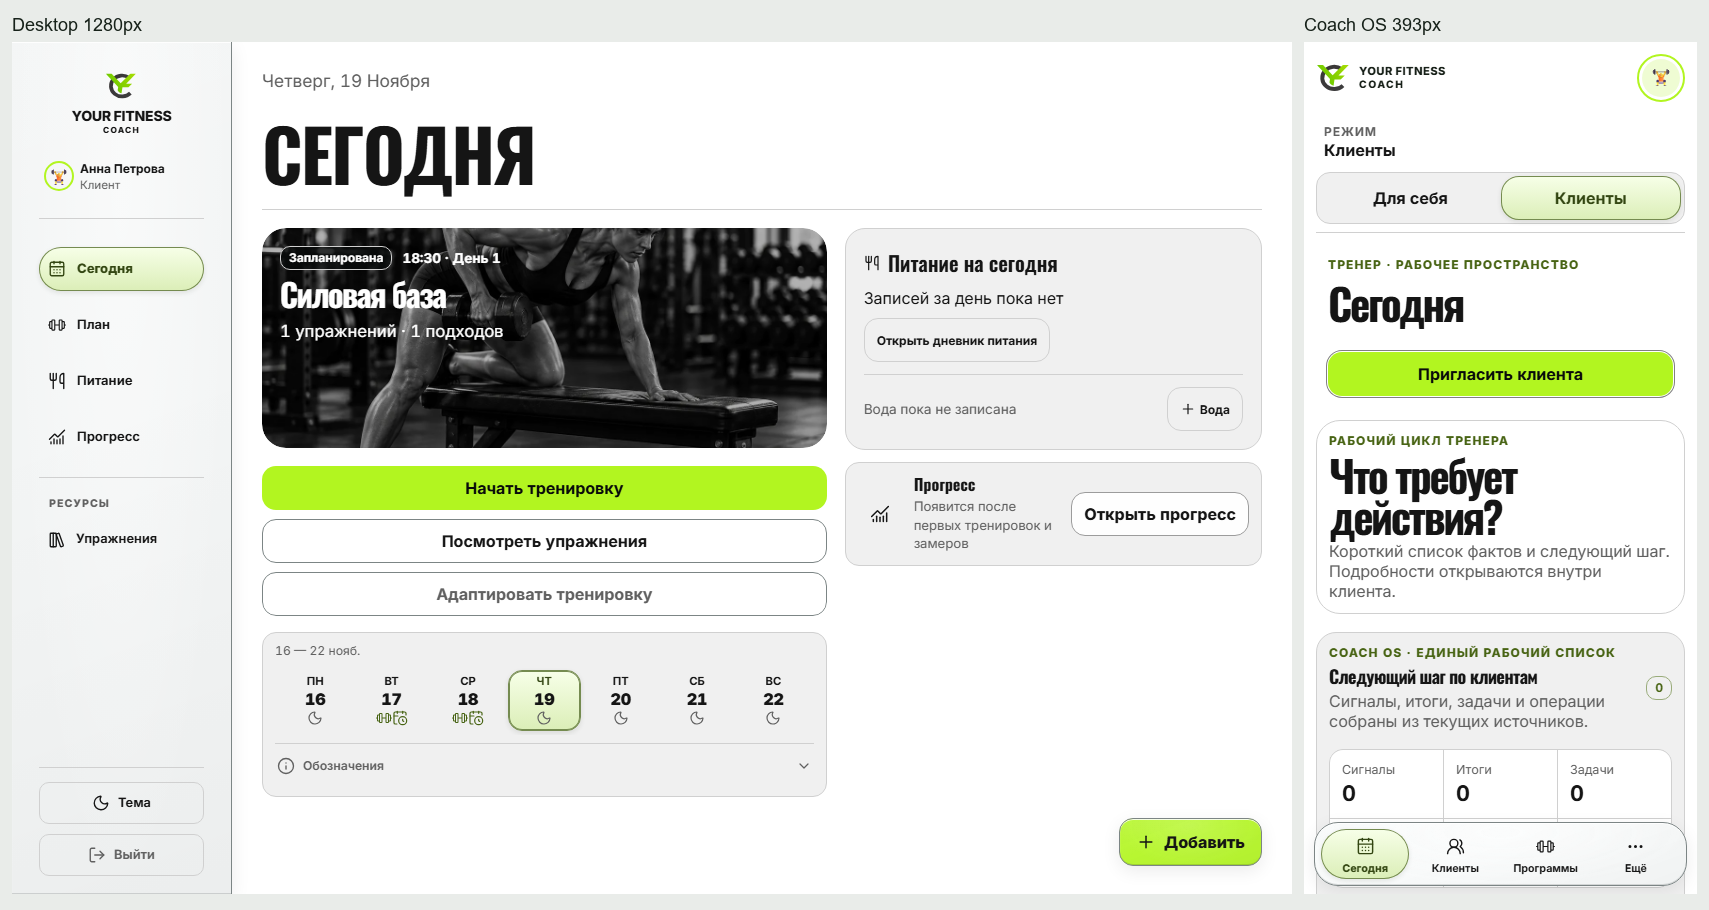 Desktop 1280px
YOUR FITNESS
COACH
Анна Петрова
Клиент
Сегодня
План
Питание
Прогресс
РЕСУРСЫ
Упражнения
Тема
Выйти
Четверг, 19 Ноября
СЕГОДНЯ
Запланирована 18:30 · День 1
Силовая база
1 упражнений · 1 подходов
Начать тренировку
Посмотреть упражнения
Адаптировать тренировку
16 — 22 нояб.
ПН ВТ СР ЧТ ПТ СБ ВС
16 17 18 19 20 21 22
Обозначения
Питание на сегодня
Записей за день пока нет
Открыть дневник питания
Вода пока не записана
+ Вода
Прогресс
Появится после
первых тренировок и
замеров
Открыть прогресс
+ Добавить
Coach OS 393px
YOUR FITNESS
COACH
РЕЖИМ
Клиенты
Для себя Клиенты
ТРЕНЕР · РАБОЧЕЕ ПРОСТРАНСТВО
Сегодня
Пригласить клиента
РАБОЧИЙ ЦИКЛ ТРЕНЕРА
Что требует
действия?
Короткий список фактов и следующий шаг.
Подробности открываются внутри
клиента.
COACH OS · ЕДИНЫЙ РАБОЧИЙ СПИСОК
Следующий шаг по клиентам
0
Сигналы, итоги, задачи и операции
собраны из текущих источников.
Сигналы Итоги Задачи
0 0 0
Сегодня Клиенты Программы Ещё